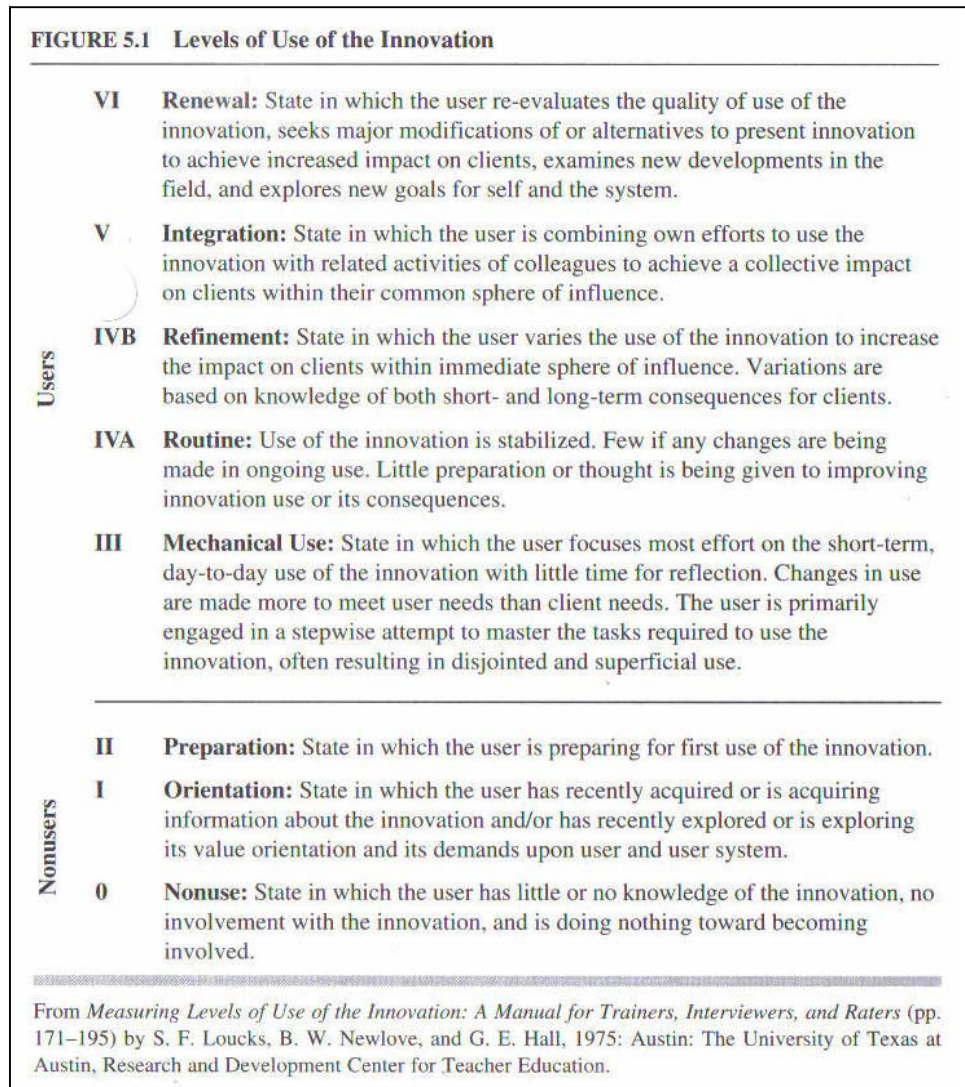 FIGURE 5.1 Levels of Use of the Innovation
VI Renewal: State in which the user re-evaluates the quality of use of the
innovation, seeks major modifications of or alternatives to present innovation
to achieve increased impact on clients, examines new developments in the
field, and explores new goals for self and the system.
V Integration: State in which the user is combining own efforts to use the
innovation with related activities of colleagues to achieve a collective impact
on clients within their common sphere of influence.
Users
IVB Refinement: State in which the user varies the use of the innovation to increase
the impact on clients within immediate sphere of influence. Variations are
based on knowledge of both short- and long-term consequences for clients.
IVA Routine: Use of the innovation is stabilized. Few if any changes are being
made in ongoing use. Little preparation or thought is being given to improving
innovation use or its consequences.
III Mechanical Use: State in which the user focuses most effort on the short-term,
day-to-day use of the innovation with little time for reflection. Changes in use
are made more to meet user needs than client needs. The user is primarily
engaged in a stepwise attempt to master the tasks required to use the
innovation, often resulting in disjointed and superficial use.
II Preparation: State in which the user is preparing for first use of the innovation.
Nonusers
I Orientation: State in which the user has recently acquired or is acquiring
information about the innovation and/or has recently explored or is exploring
its value orientation and its demands upon user and user system.
0 Nonuse: State in which the user has little or no knowledge of the innovation, no
involvement with the innovation, and is doing nothing toward becoming
involved.
From Measuring Levels of Use of the Innovation: A Manual for Trainers, Interviewers, and Raters (pp.
171–195) by S. F. Loucks, B. W. Newlove, and G. E. Hall, 1975: Austin: The University of Texas at
Austin, Research and Development Center for Teacher Education.